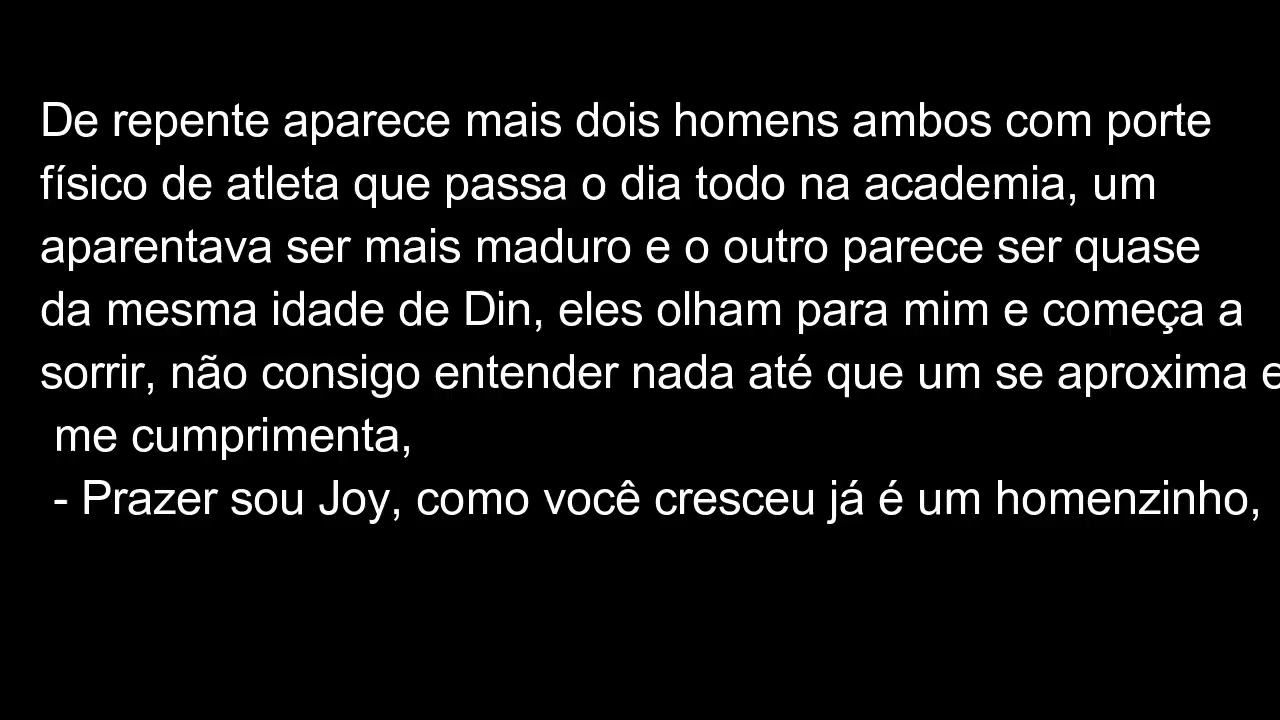 De repente aparece mais dois homens ambos com porte
físico de atleta que passa o dia todo na academia, um
aparentava ser mais maduro e o outro parece ser quase
da mesma idade de Din, eles olham para mim e começa a
sorrir, não consigo entender nada até que um se aproxima e
me cumprimenta,
- Prazer sou Joy, como você cresceu já é um homenzinho,